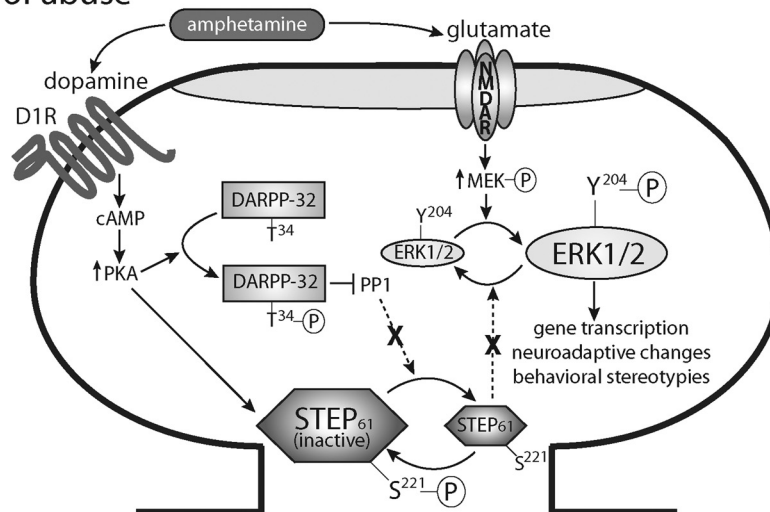 of abuse
amphetamine
glutamate
dopamine
D1R
NMDAR
cAMP
PKA
DARPP-32
T34
DARPP-32
T34 P
PP1
MEK P
Y204
ERK1/2
Y204 P
ERK1/2
gene transcription
neuroadaptive changes
behavioral stereotypies
X
X
STEP61
(inactive)
S221 P
STEP61
S221